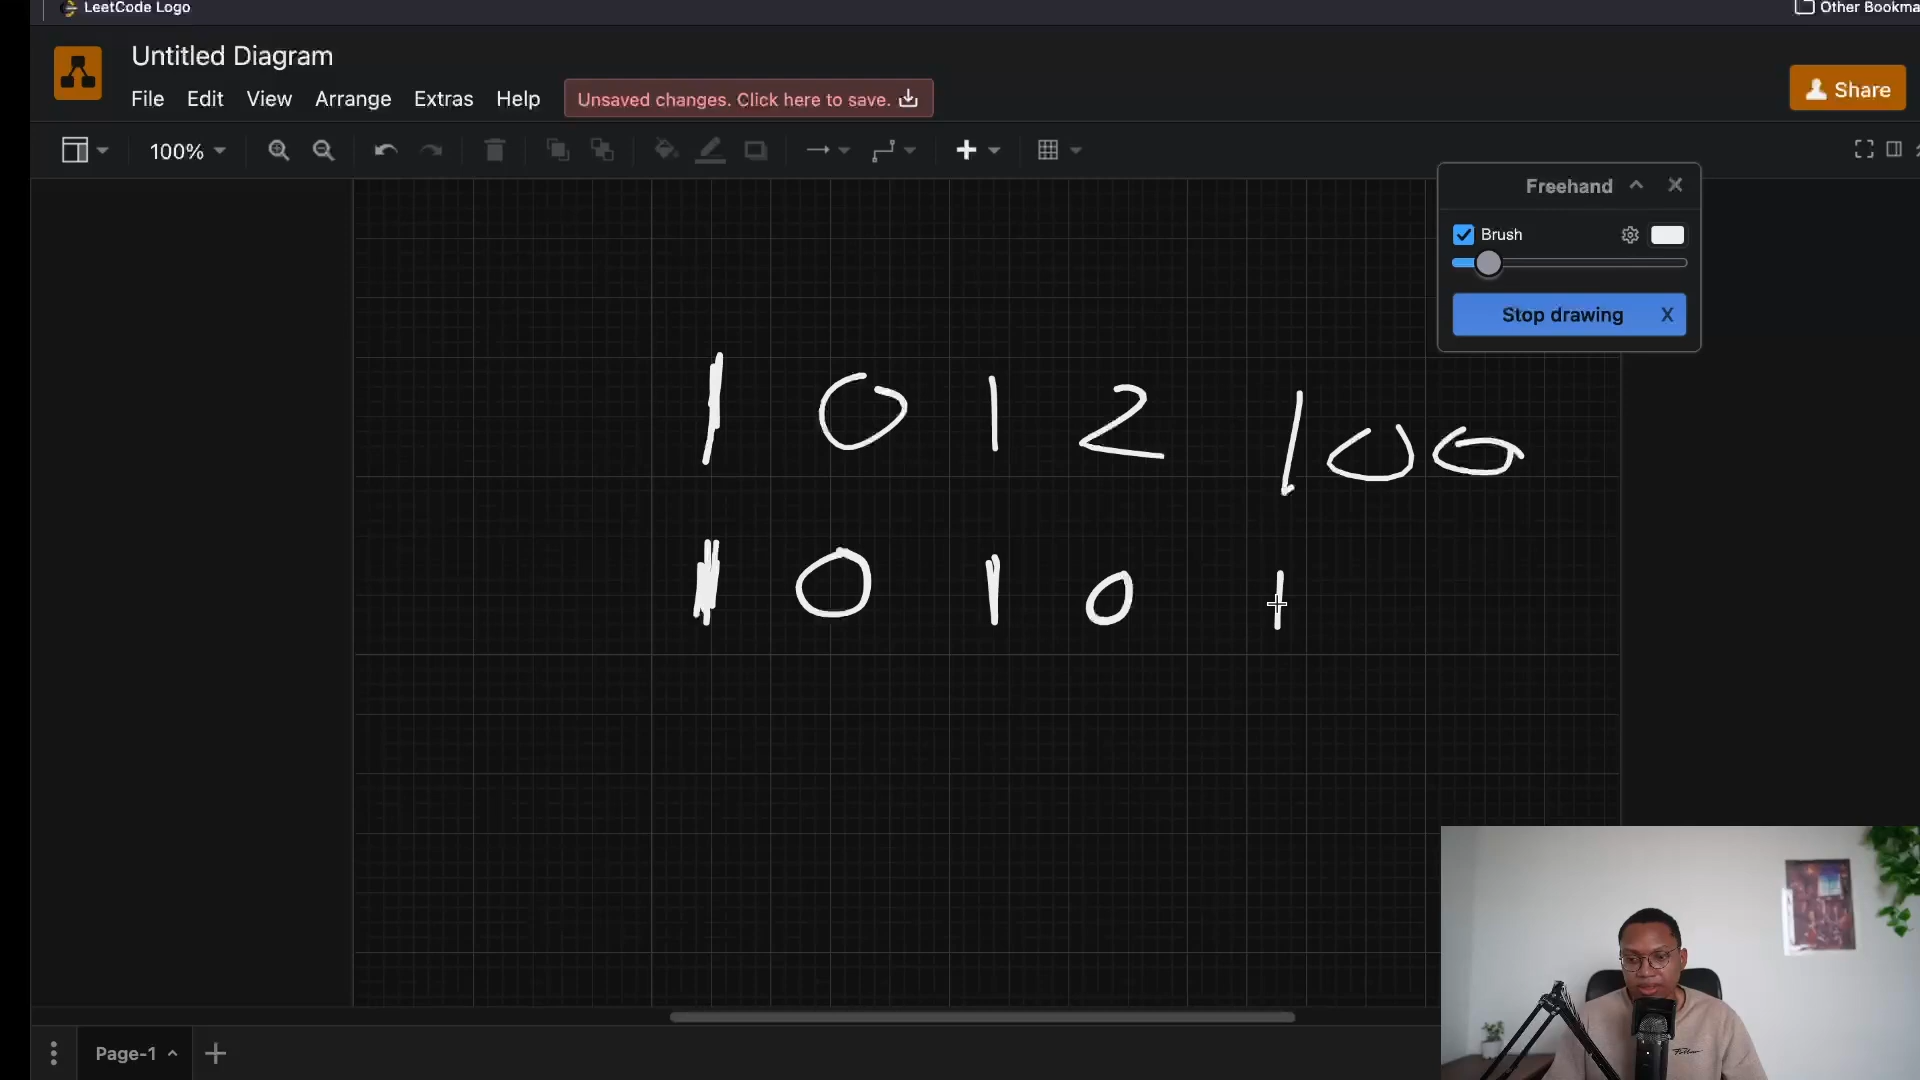 LeetCode Logo
Other Bookma
Untitled Diagram
File Edit View Arrange Extras Help
Unsaved changes. Click here to save.
Share
100%
Freehand
Brush
Stop drawing X
1 0 1 2 100
1 0 1 0 1
Page-1